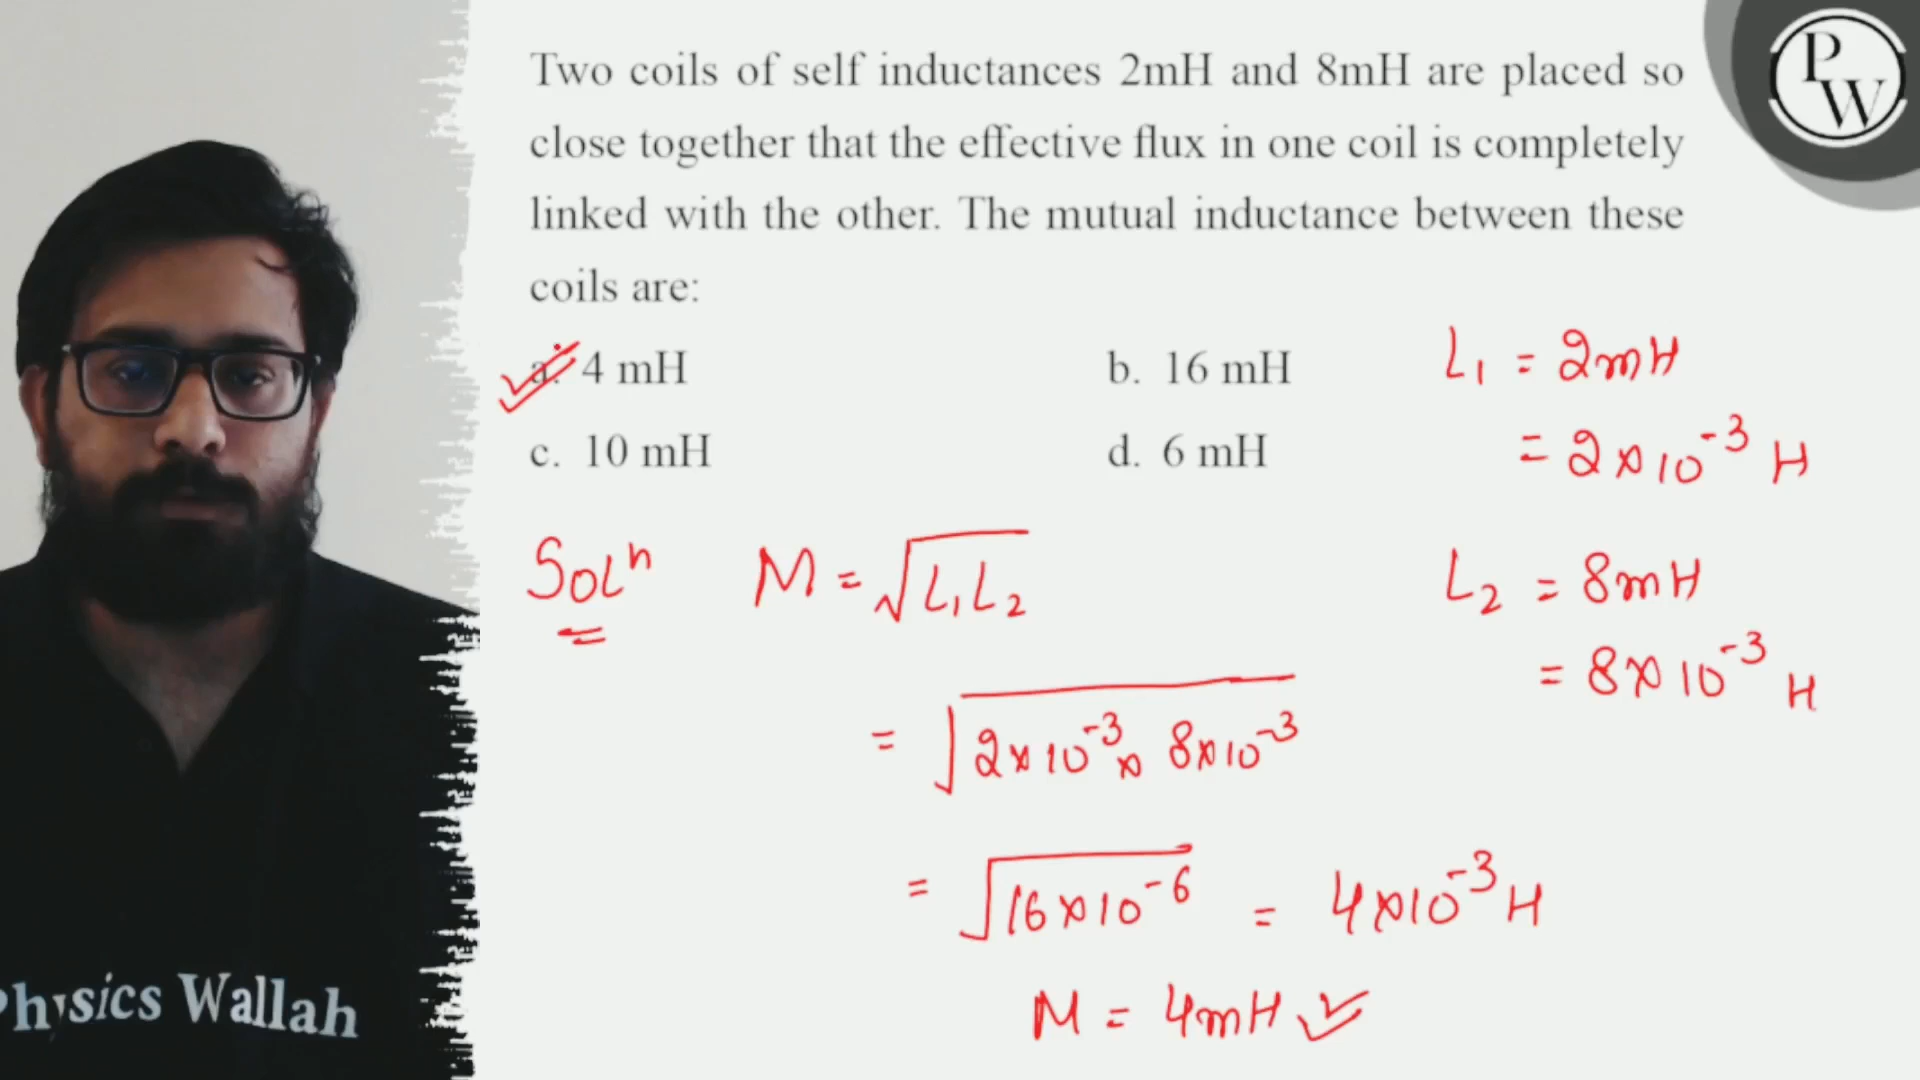 Two coils of self inductances 2mH and 8mH are placed so
close together that the effective flux in one coil is completely
linked with the other. The mutual inductance between these
coils are:
a. 4 mH
b. 16 mH
c. 10 mH
d. 6 mH
L₁ = 2mH
= 2×10⁻³ H
L₂ = 8mH
= 8×10⁻³ H
Solⁿ
M = √L₁L₂
= √2×10⁻³ × 8×10⁻³
= √16×10⁻⁶ = 4×10⁻³ H
M = 4mH
PW
Physics Wallah